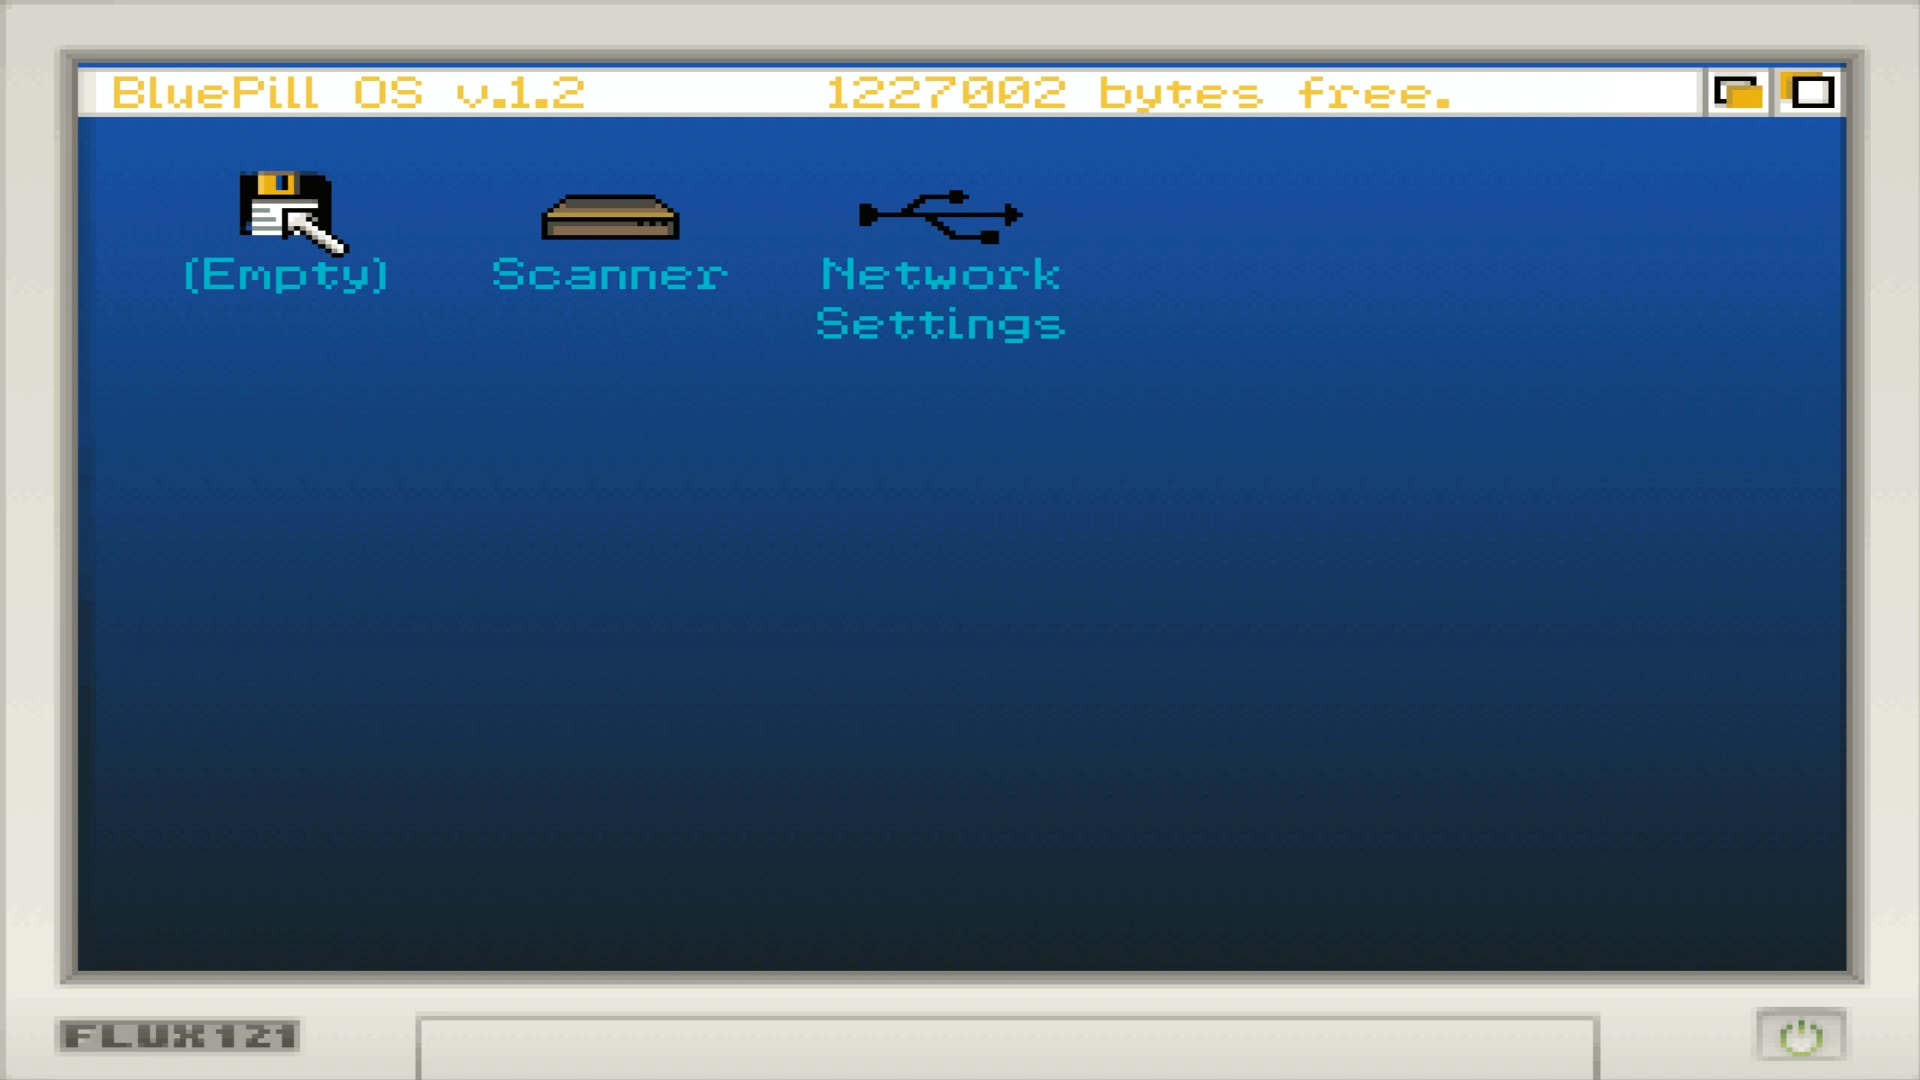 BluePill OS v.1.2 1227002 bytes free.
(Empty) Scanner Network
Settings
FLUX121